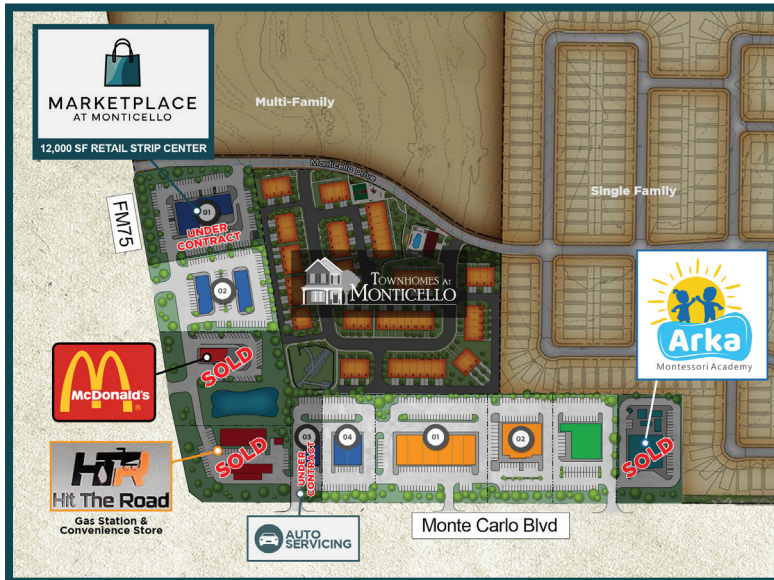 MARKETPLACE
AT MONTICELLO
12,000 SF RETAIL STRIP CENTER
Multi-Family
Monticello Drive
Single Family
FM75
01
UNDER
CONTRACT
02
TOWNHOMES AT
MONTICELLO
Arka
Montessori Academy
McDonald's
®
SOLD
HTR
Hit The Road
Gas Station &
Convenience Store
SOLD
03
UNDER
CONTRACT
04
01
02
SOLD
AUTO
SERVICING
Monte Carlo Blvd